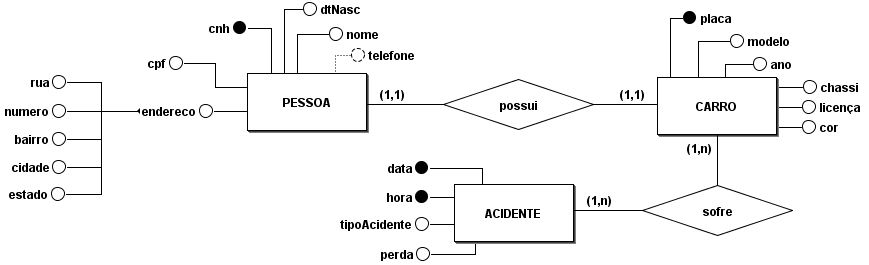 dtNasc
cnh
nome
telefone
cpf
rua
numero
endereco
bairro
cidade
estado
PESSOA
(1,1)
possui
(1,1)
placa
modelo
ano
CARRO
chassi
licença
cor
(1,n)
data
hora
ACIDENTE
(1,n)
sofre
tipoAcidente
perda